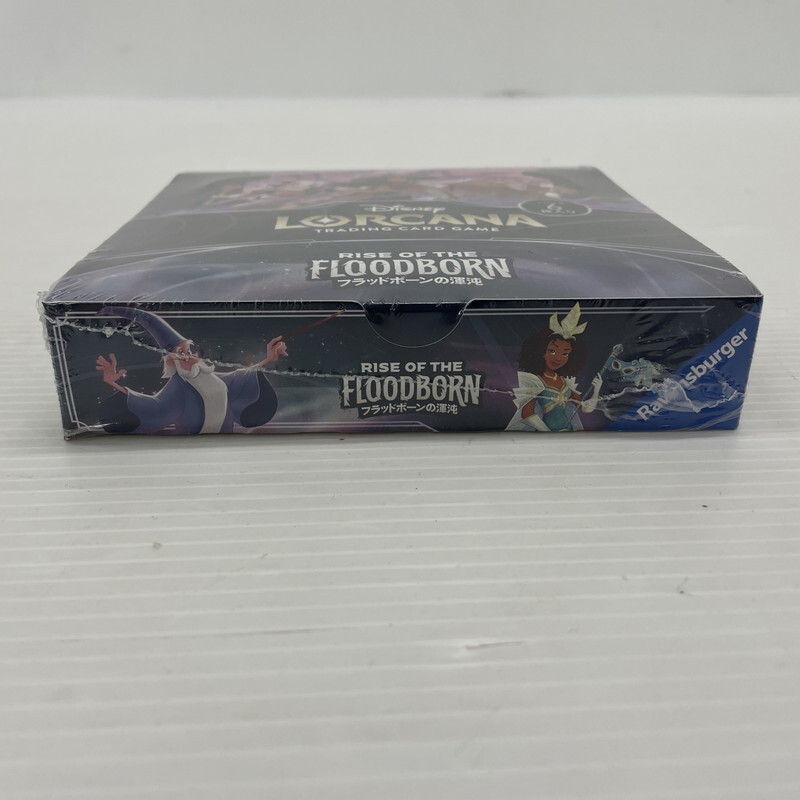 Disney
LORCANA
TRADING CARD GAME
6
RISE OF THE
FLOODBORN
フラッドボーンの渾沌
RISE OF THE
FLOODBORN
フラッドボーンの渾沌
Ravensburger